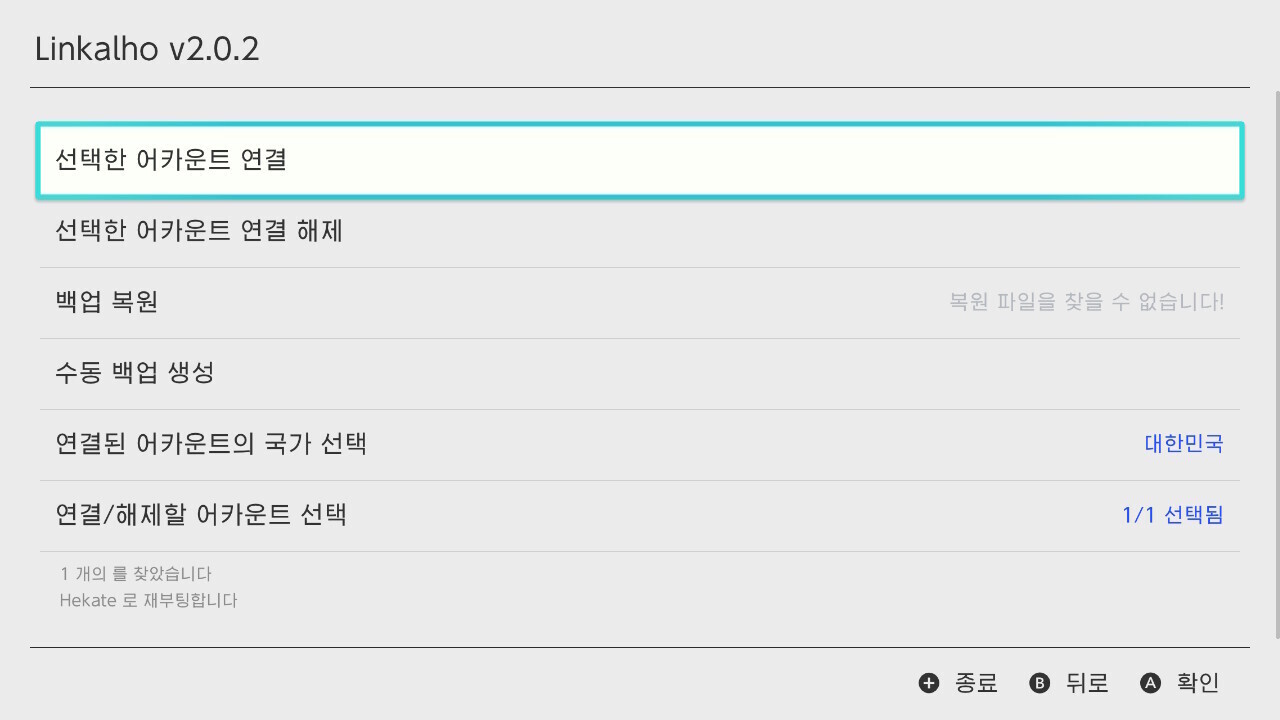 Linkalho v2.0.2
선택한 어카운트 연결
선택한 어카운트 연결 해제
백업 복원 복원 파일을 찾을 수 없습니다!
수동 백업 생성
연결된 어카운트의 국가 선택 대한민국
연결/해제할 어카운트 선택 1/1 선택됨
1 개의 를 찾았습니다
Hekate 로 재부팅합니다
+ 종료 B 뒤로 A 확인